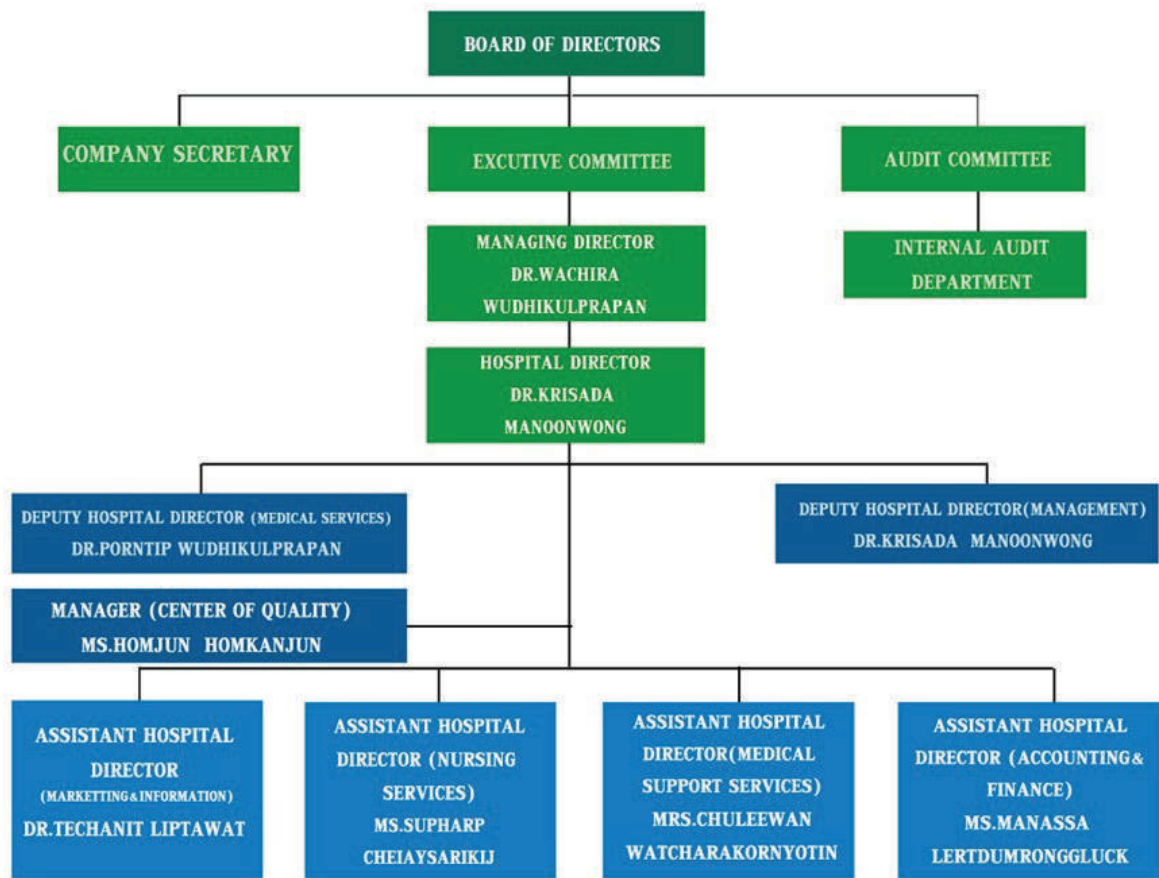 BOARD OF DIRECTORS
COMPANY SECRETARY
EXCUTIVE COMMITTEE
AUDIT COMMITTEE
MANAGING DIRECTOR
DR.WACHIRA
WUDHIKULPRAPAN
INTERNAL AUDIT
DEPARTMENT
HOSPITAL DIRECTOR
DR.KRISADA
MANOONWONG
DEPUTY HOSPITAL DIRECTOR (MEDICAL SERVICES)
DR.PORNTIP WUDHIKULPRAPAN
DEPUTY HOSPITAL DIRECTOR(MANAGEMENT)
DR.KRISADA MANOONWONG
MANAGER (CENTER OF QUALITY)
MS.HOMJUN HOMKANJUN
ASSISTANT HOSPITAL
DIRECTOR
(MARKETTING&INFORMATION)
DR.TECHANIT LIPTAWAT
ASSISTANT HOSPITAL
DIRECTOR (NURSING
SERVICES)
MS.SUPHARP
CHEIAYSARIKIJ
ASSISTANT HOSPITAL
DIRECTOR(MEDICAL
SUPPORT SERVICES)
MRS.CHULEEWAN
WATCHARAKORNYOTIN
ASSISTANT HOSPITAL
DIRECTOR (ACCOUNTING&
FINANCE)
MS.MANASSA
LERTDUMRONGGLUCK